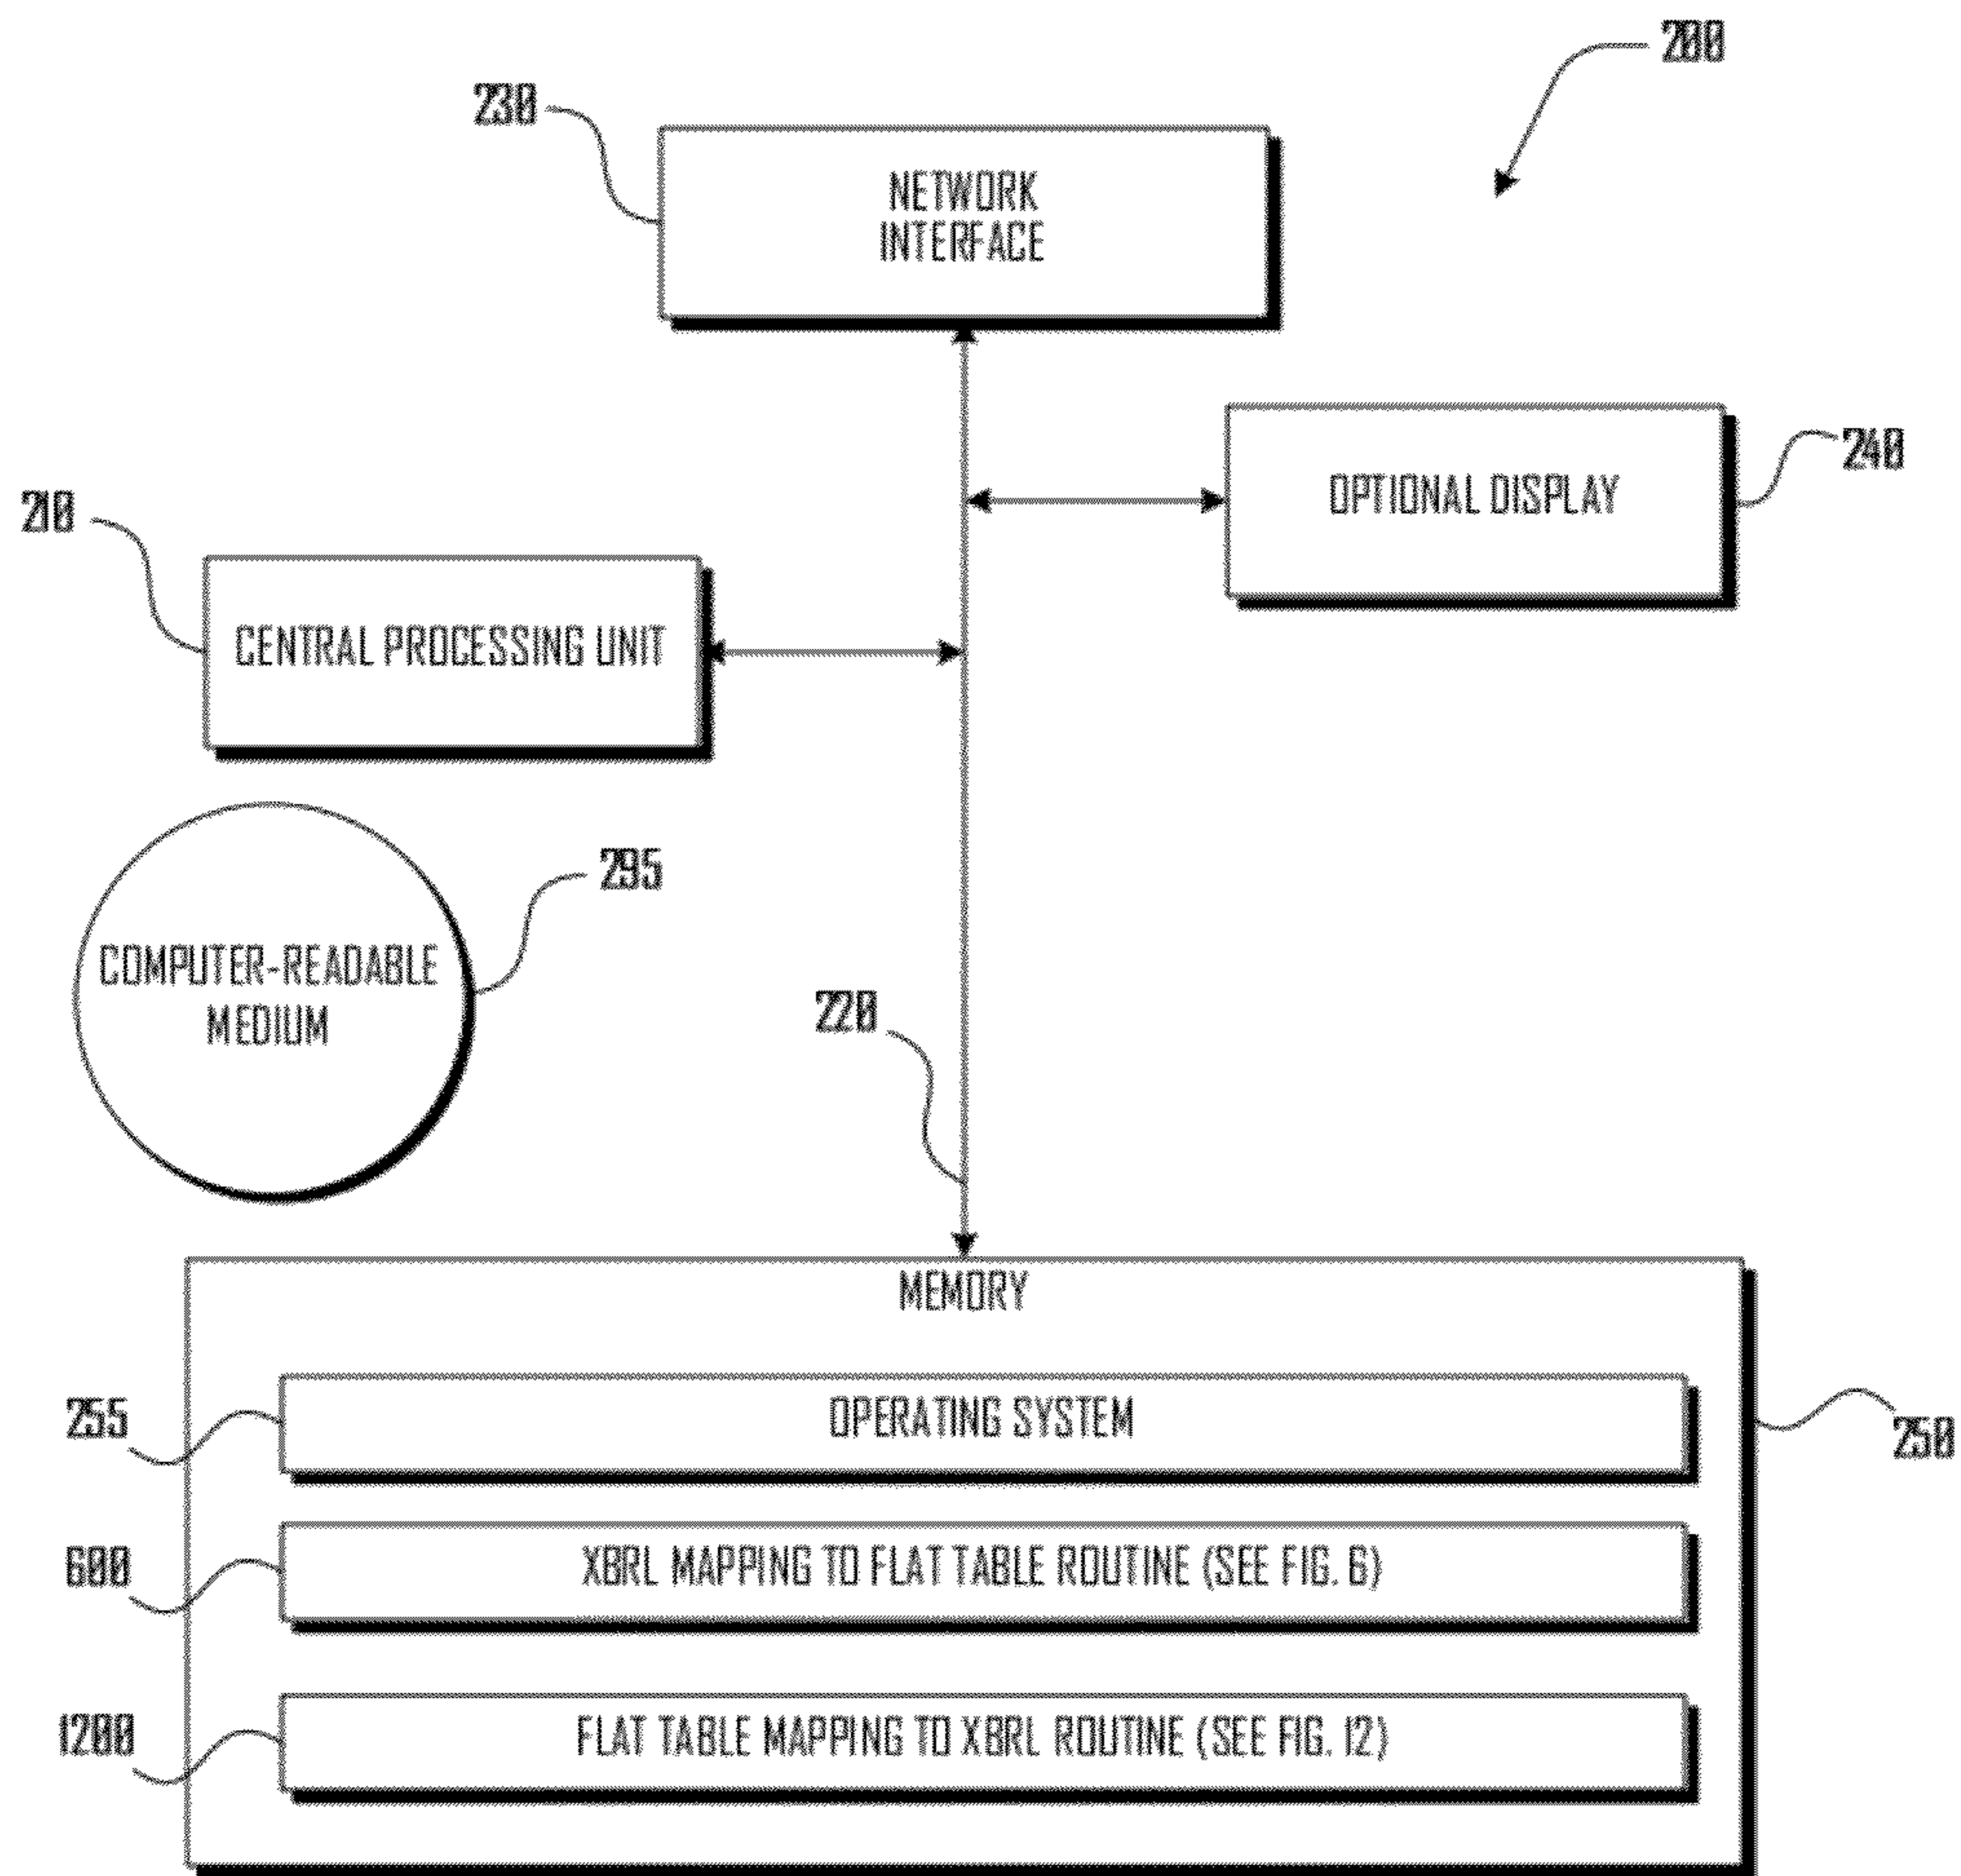 200
230
NETWORK
INTERFACE
240
OPTIONAL DISPLAY
210
CENTRAL PROCESSING UNIT
295
COMPUTER-READABLE
MEDIUM
220
MEMORY
255
OPERATING SYSTEM
250
600
XBRL MAPPING TO FLAT TABLE ROUTINE (SEE FIG. 6)
1200
FLAT TABLE MAPPING TO XBRL ROUTINE (SEE FIG. 12)